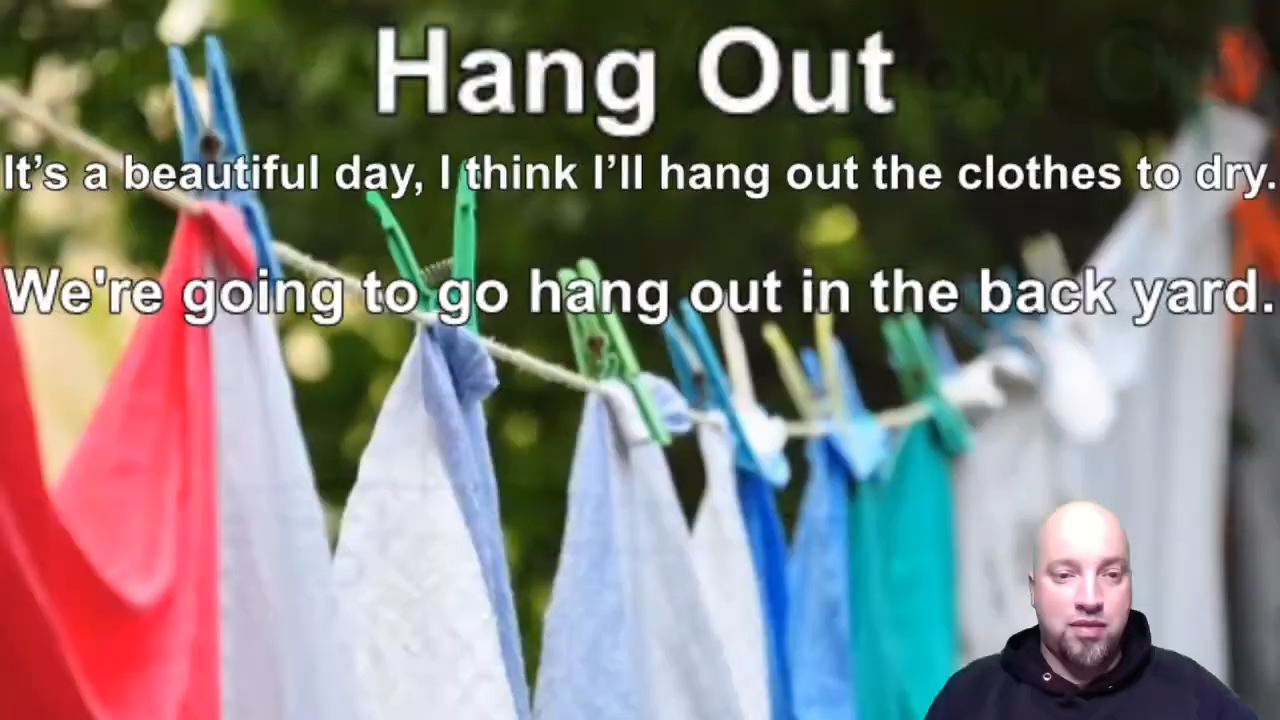 Hang Out
It’s a beautiful day, I think I’ll hang out the clothes to dry.
We're going to go hang out in the back yard.